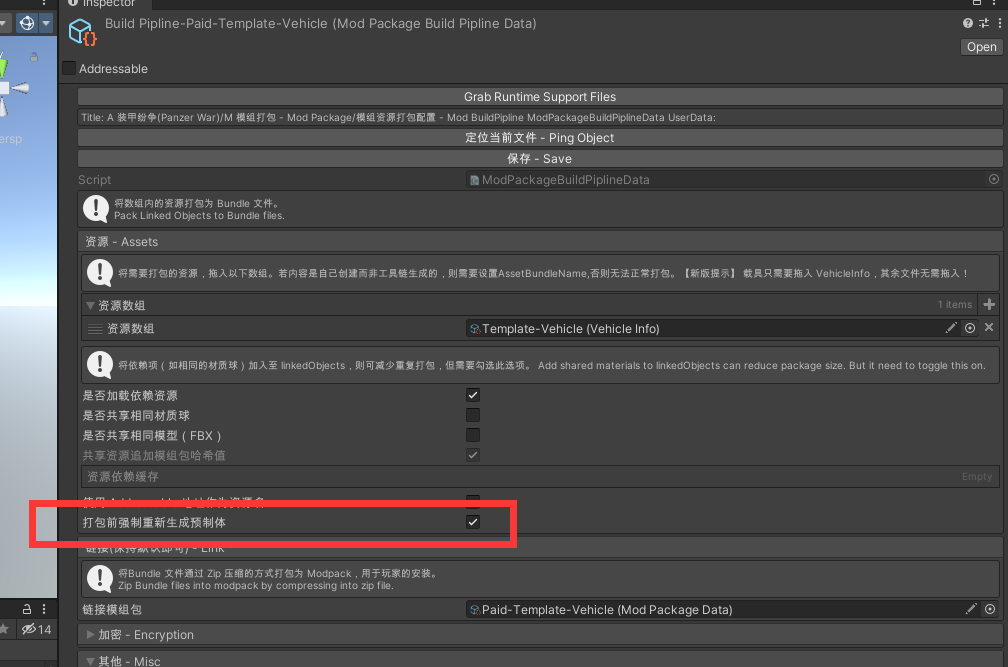 Inspector
Build Pipline-Paid-Template-Vehicle (Mod Package Build Pipline Data)
Open
Addressable
Grab Runtime Support Files
Title: A 装甲纷争(Panzer War)/M 模组打包 - Mod Package/模组资源打包配置 - Mod BuildPipline ModPackageBuildPiplineData UserData:
定位当前文件 - Ping Object
保存 - Save
Script
ModPackageBuildPiplineData
将数组内的资源打包为 Bundle 文件。
Pack Linked Objects to Bundle files.
资源 - Assets
将需要打包的资源，拖入以下数组。若内容是自己创建而非工具链生成的，则需要设置AssetBundleName,否则无法正常打包。【新版提示】 载具只需要拖入 VehicleInfo，其余文件无需拖入！
资源数组
1 items
资源数组
Template-Vehicle (Vehicle Info)
将依赖项（如相同的材质球）加入至 linkedObjects，则可减少重复打包，但需要勾选此选项。 Add shared materials to linkedObjects can reduce package size. But it need to toggle this on.
是否加载依赖资源
是否共享相同材质球
是否共享相同模型（FBX）
共享资源追加模组包哈希值
资源依赖缓存
Empty
打包前强制重新生成预制体
链接(保持默认即可) - Link
将Bundle 文件通过 Zip 压缩的方式打包为 Modpack，用于玩家的安装。
Zip Bundle files into modpack by compressing into zip file.
链接模组包
Paid-Template-Vehicle (Mod Package Data)
加密 - Encryption
其他 - Misc
ersp
14